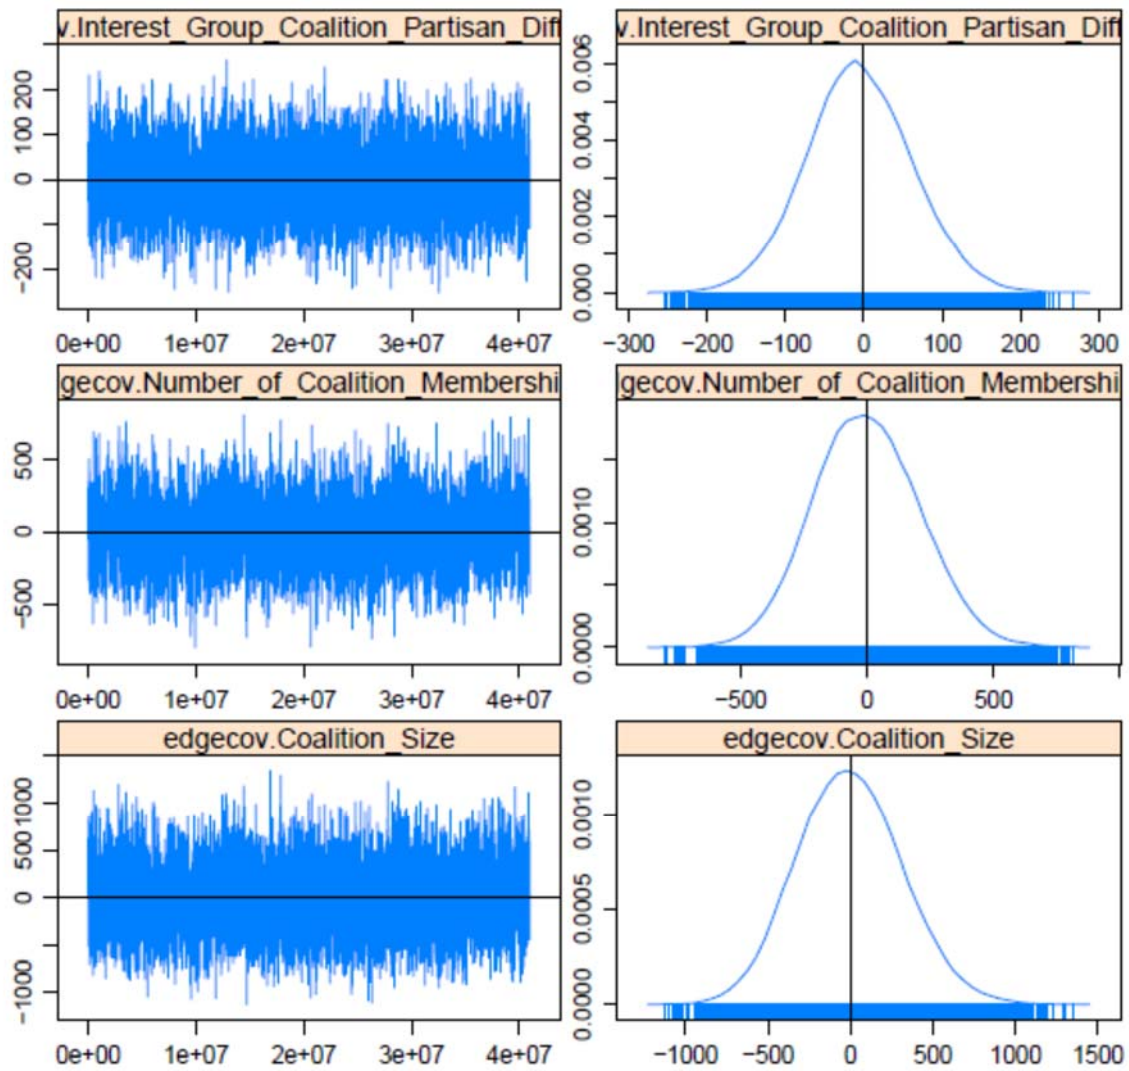 v.Interest_Group_Coalition_Partisan_Diff
v.Interest_Group_Coalition_Partisan_Diff
200
100
0
−200
0e+00 1e+07 2e+07 3e+07 4e+07
0.006
0.004
0.002
0.000
−300 −200 −100 0 100 200 300
gecov.Number_of_Coalition_Membershi
gecov.Number_of_Coalition_Membershi
500
0
−500
0e+00 1e+07 2e+07 3e+07 4e+07
0.0010
0.0000
−500 0 500
edgecov.Coalition_Size
edgecov.Coalition_Size
1000
500
0
−1000
0e+00 1e+07 2e+07 3e+07 4e+07
0.0010
0.0005
0.0000
−1000 −500 0 500 1000 1500